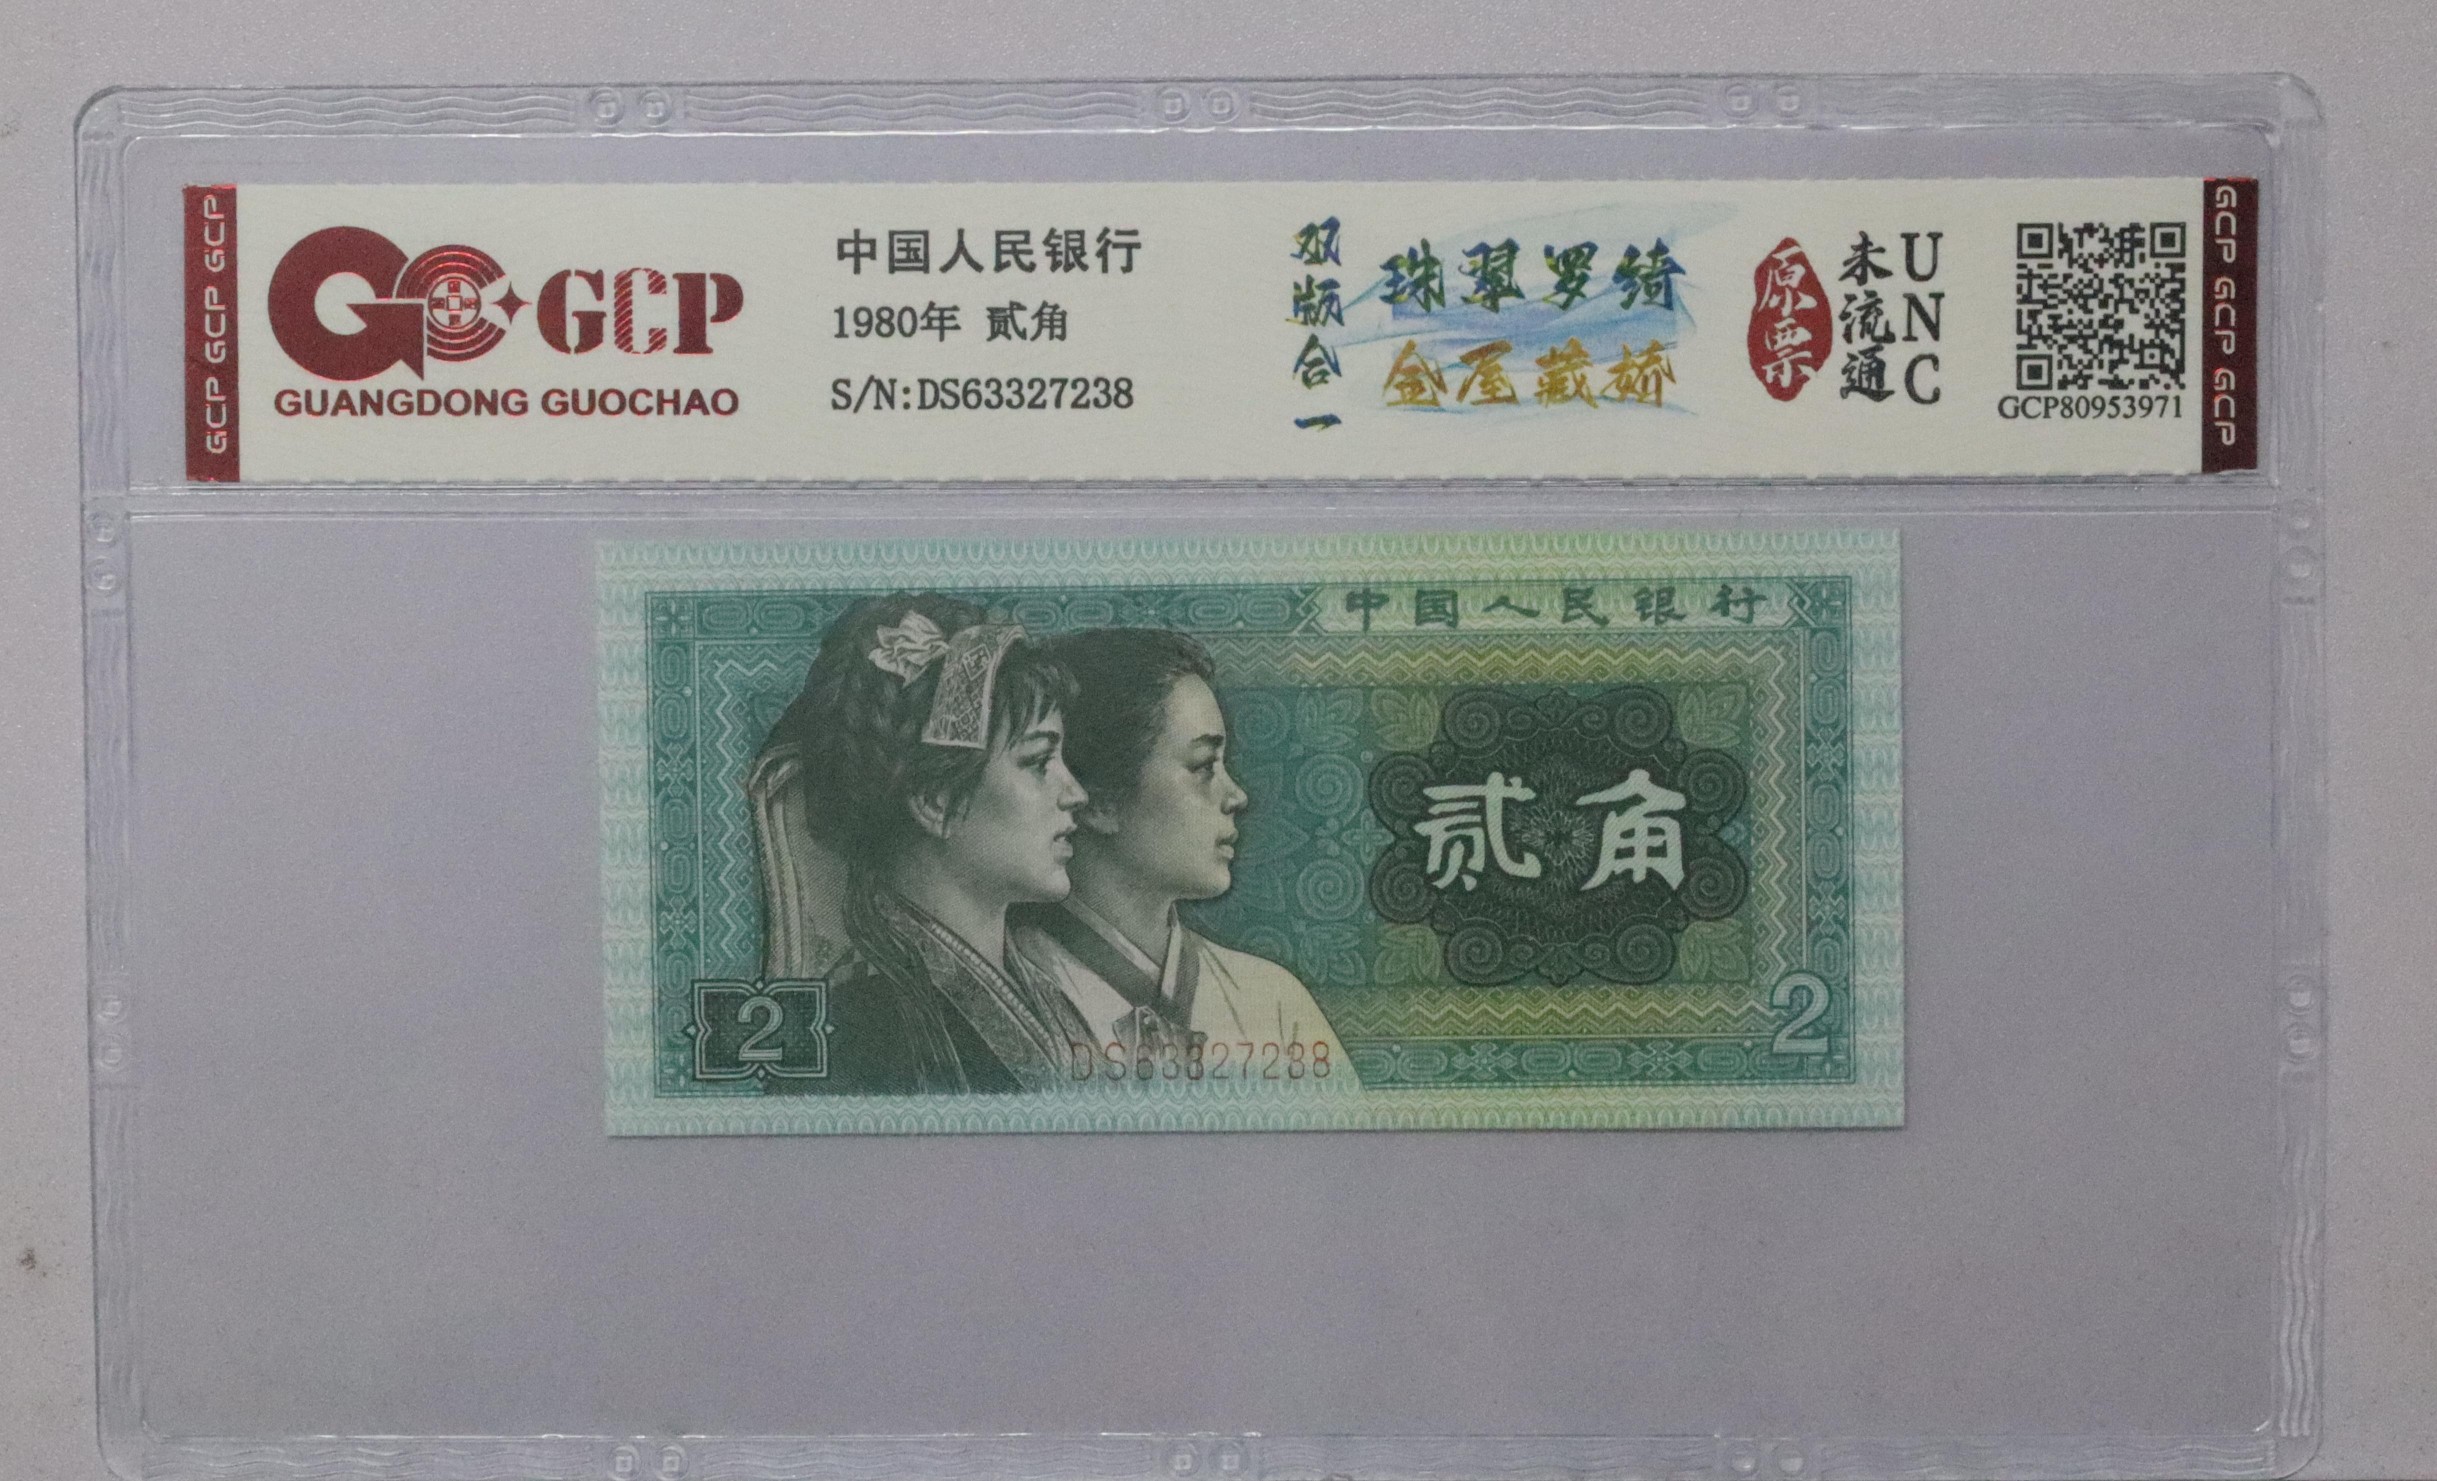 GCP GCP GCP
GCP
GUANGDONG GUOCHAO
中国人民银行
1980年 贰角
S/N:DS63327238
双版合一
珠翠罗绮
金屋藏娇
原票
未流通
UNC
GCP80953971
GCP GCP GCP
中国人民银行
贰角
2
2
DS63327238